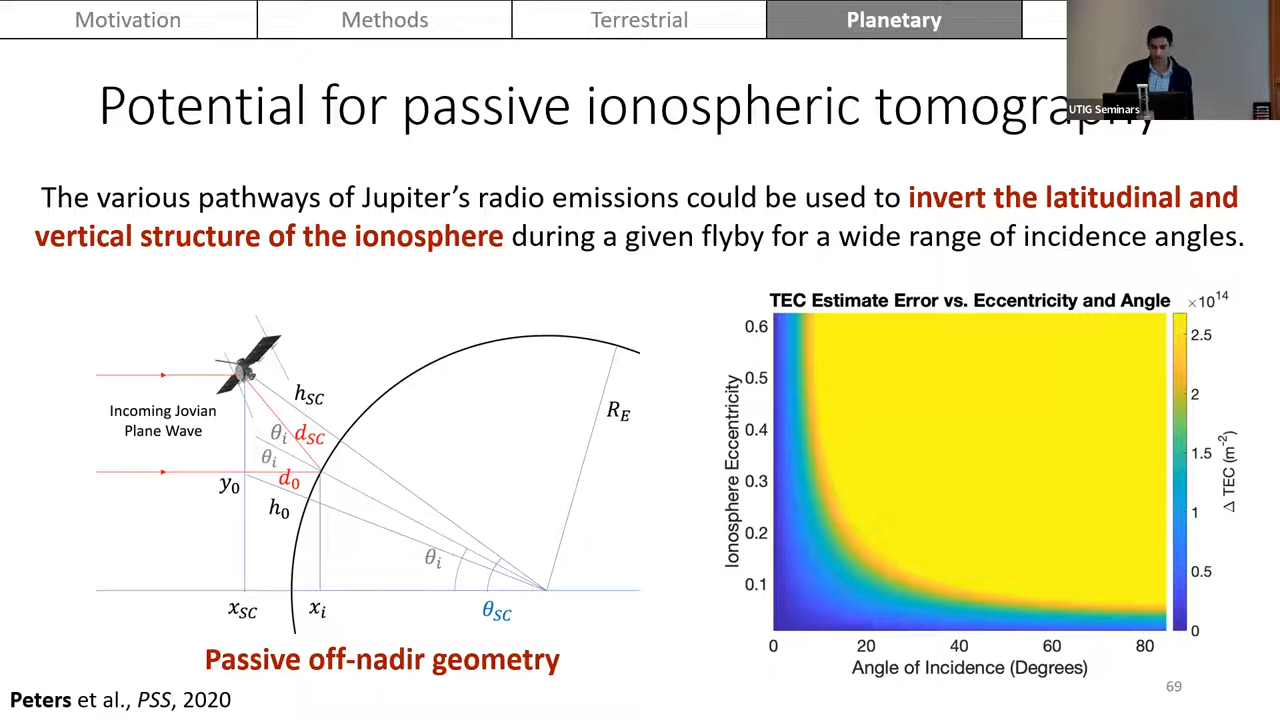 Motivation
Methods
Terrestrial
Planetary
UTIG Seminars
Potential for passive ionospheric tomography
The various pathways of Jupiter's radio emissions could be used to invert the latitudinal and
vertical structure of the ionosphere during a given flyby for a wide range of incidence angles.
Incoming Jovian
Plane Wave
h_SC
R_E
θ_i d_SC
θ_i
y_0
d_0
h_0
θ_i
x_SC
x_i
θ_SC
Passive off-nadir geometry
TEC Estimate Error vs. Eccentricity and Angle
×10^14
Ionosphere Eccentricity
0.6
0.5
0.4
0.3
0.2
0.1
0
20
40
60
80
Angle of Incidence (Degrees)
2.5
2
1.5
1
0.5
0
Δ TEC (m^-2)
Peters et al., PSS, 2020
69